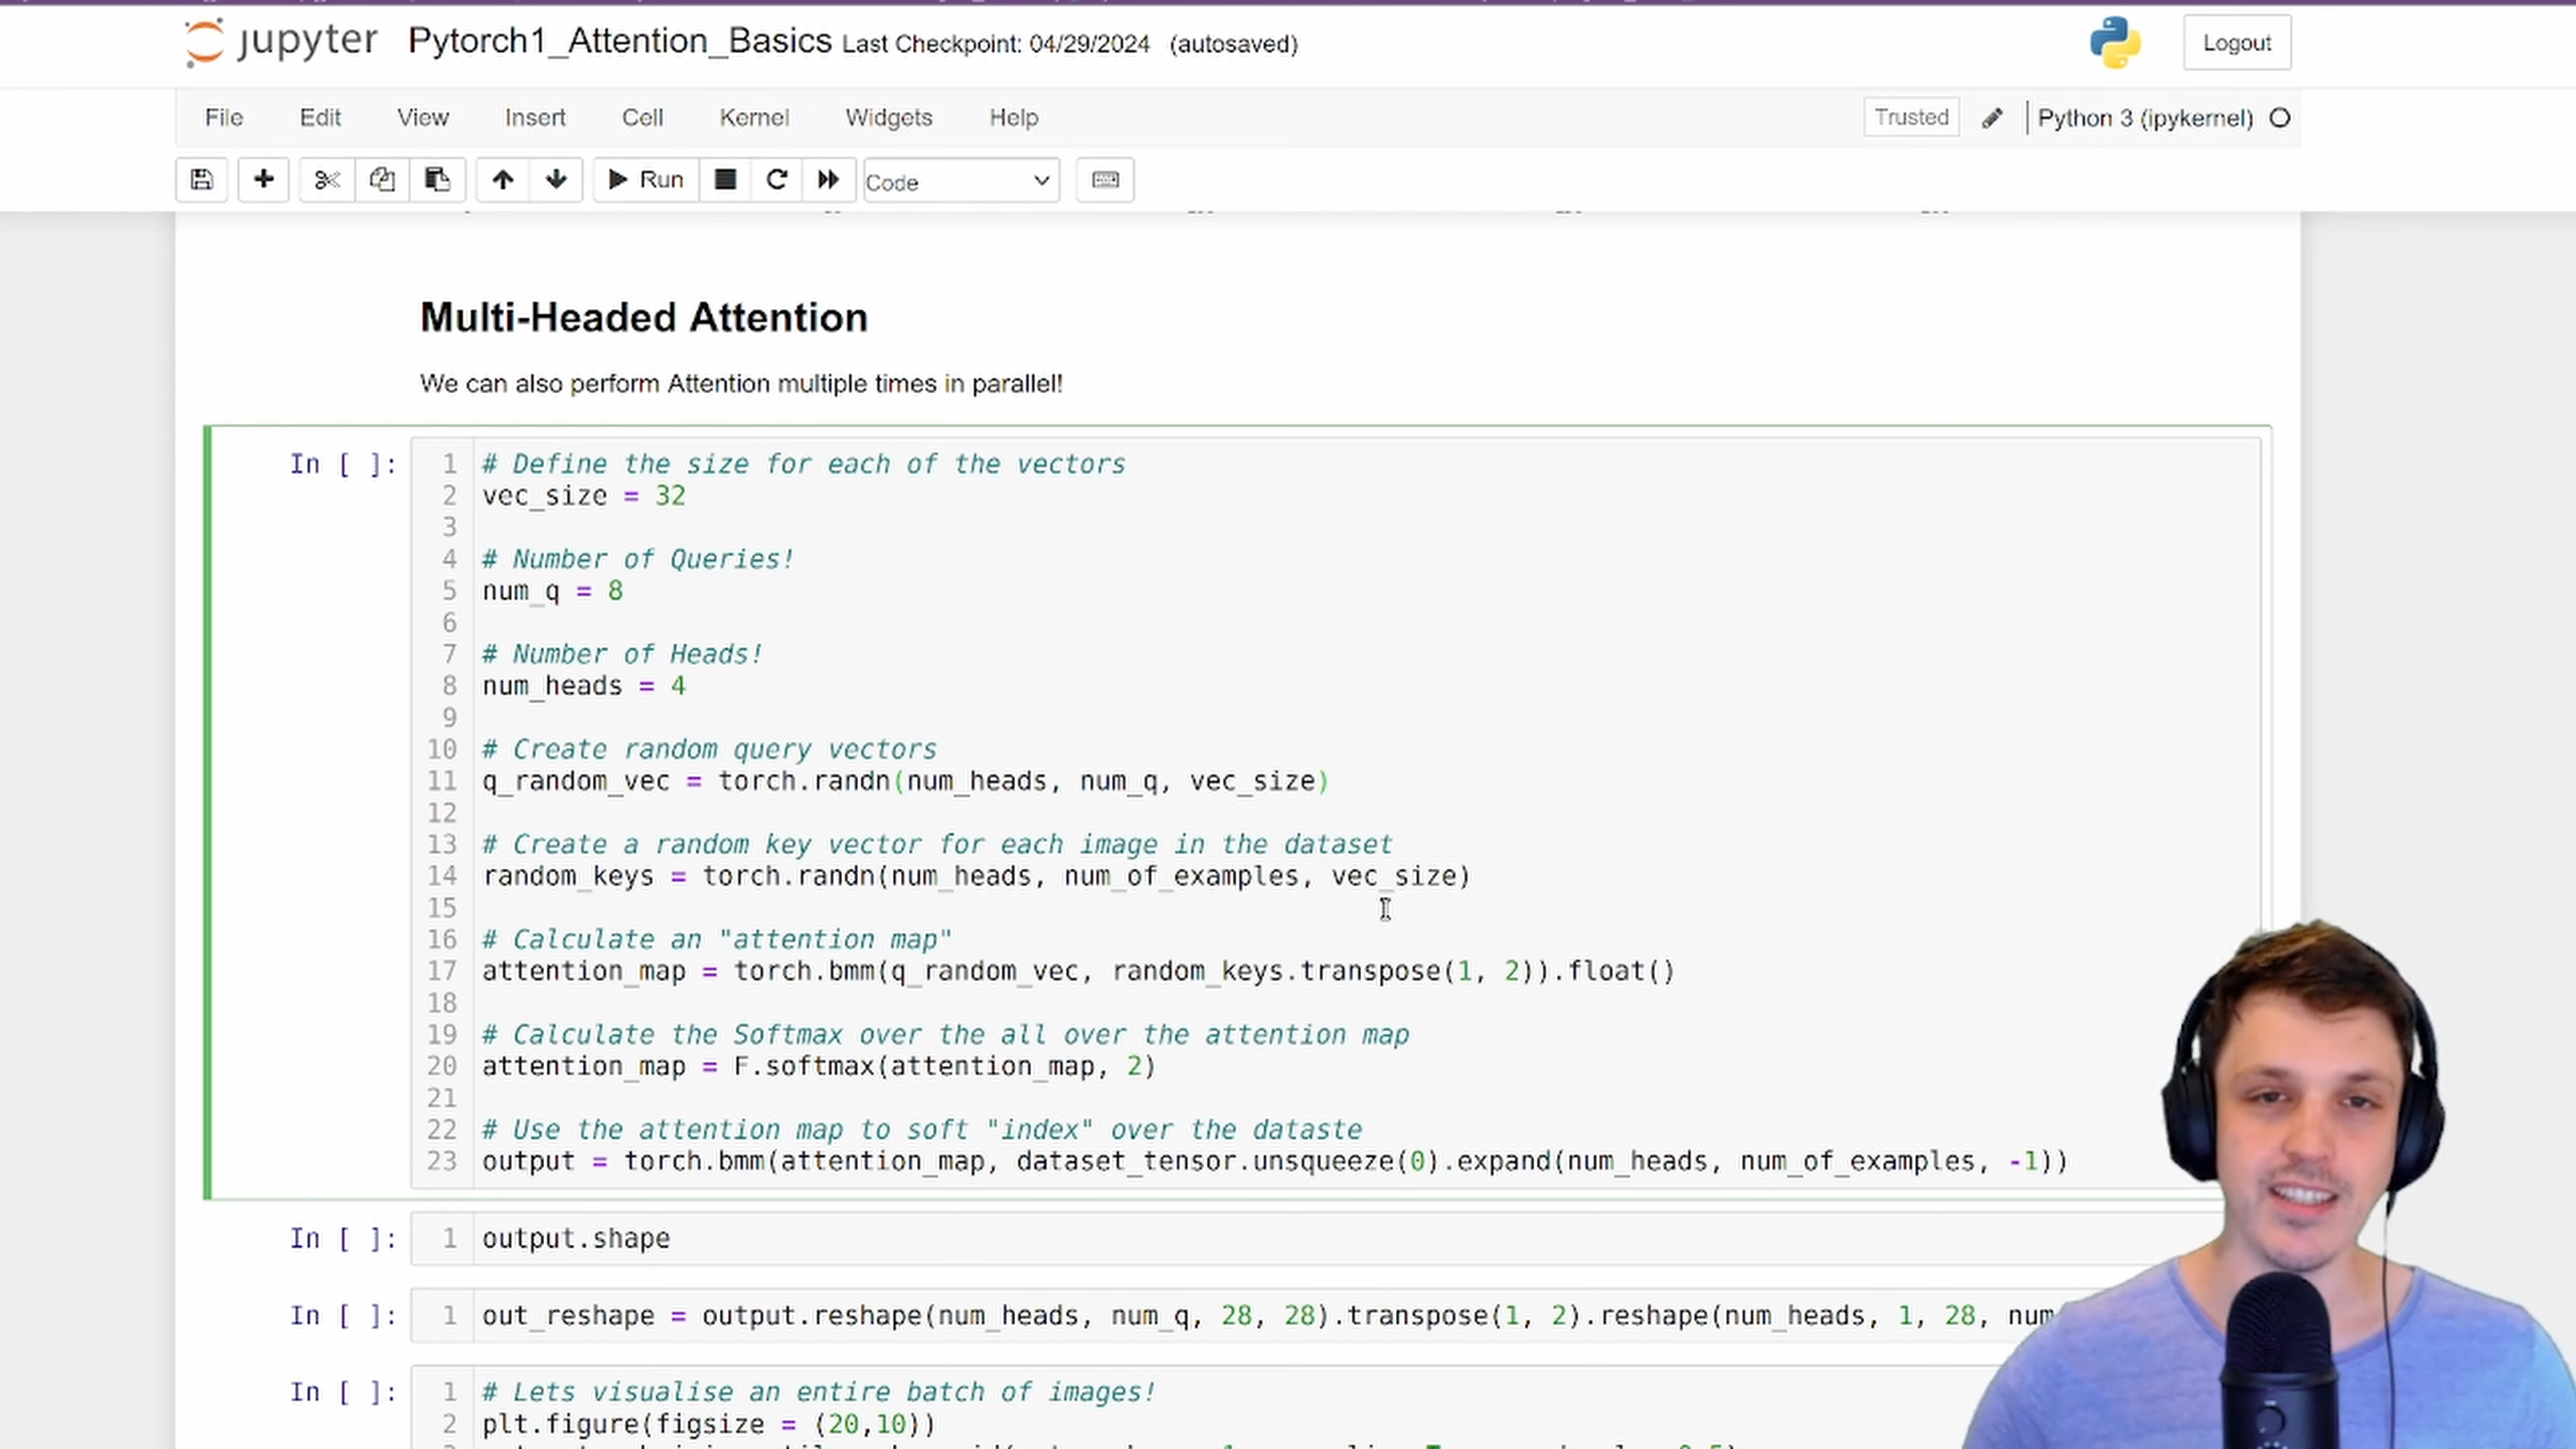 jupyter Pytorch1_Attention_Basics Last Checkpoint: 04/29/2024 (autosaved) Logout
File Edit View Insert Cell Kernel Widgets Help Trusted Python 3 (ipykernel)
Run Code
Multi-Headed Attention
We can also perform Attention multiple times in parallel!
In [ ]: 1 # Define the size for each of the vectors
2 vec_size = 32
3
4 # Number of Queries!
5 num_q = 8
6
7 # Number of Heads!
8 num_heads = 4
9
10 # Create random query vectors
11 q_random_vec = torch.randn(num_heads, num_q, vec_size)
12
13 # Create a random key vector for each image in the dataset
14 random_keys = torch.randn(num_heads, num_of_examples, vec_size)
15
16 # Calculate an "attention map"
17 attention_map = torch.bmm(q_random_vec, random_keys.transpose(1, 2)).float()
18
19 # Calculate the Softmax over the all over the attention map
20 attention_map = F.softmax(attention_map, 2)
21
22 # Use the attention map to soft "index" over the dataste
23 output = torch.bmm(attention_map, dataset_tensor.unsqueeze(0).expand(num_heads, num_of_examples, -1))
In [ ]: 1 output.shape
In [ ]: 1 out_reshape = output.reshape(num_heads, num_q, 28, 28).transpose(1, 2).reshape(num_heads, 1, 28, num
In [ ]: 1 # Lets visualise an entire batch of images!
2 plt.figure(figsize = (20,10))